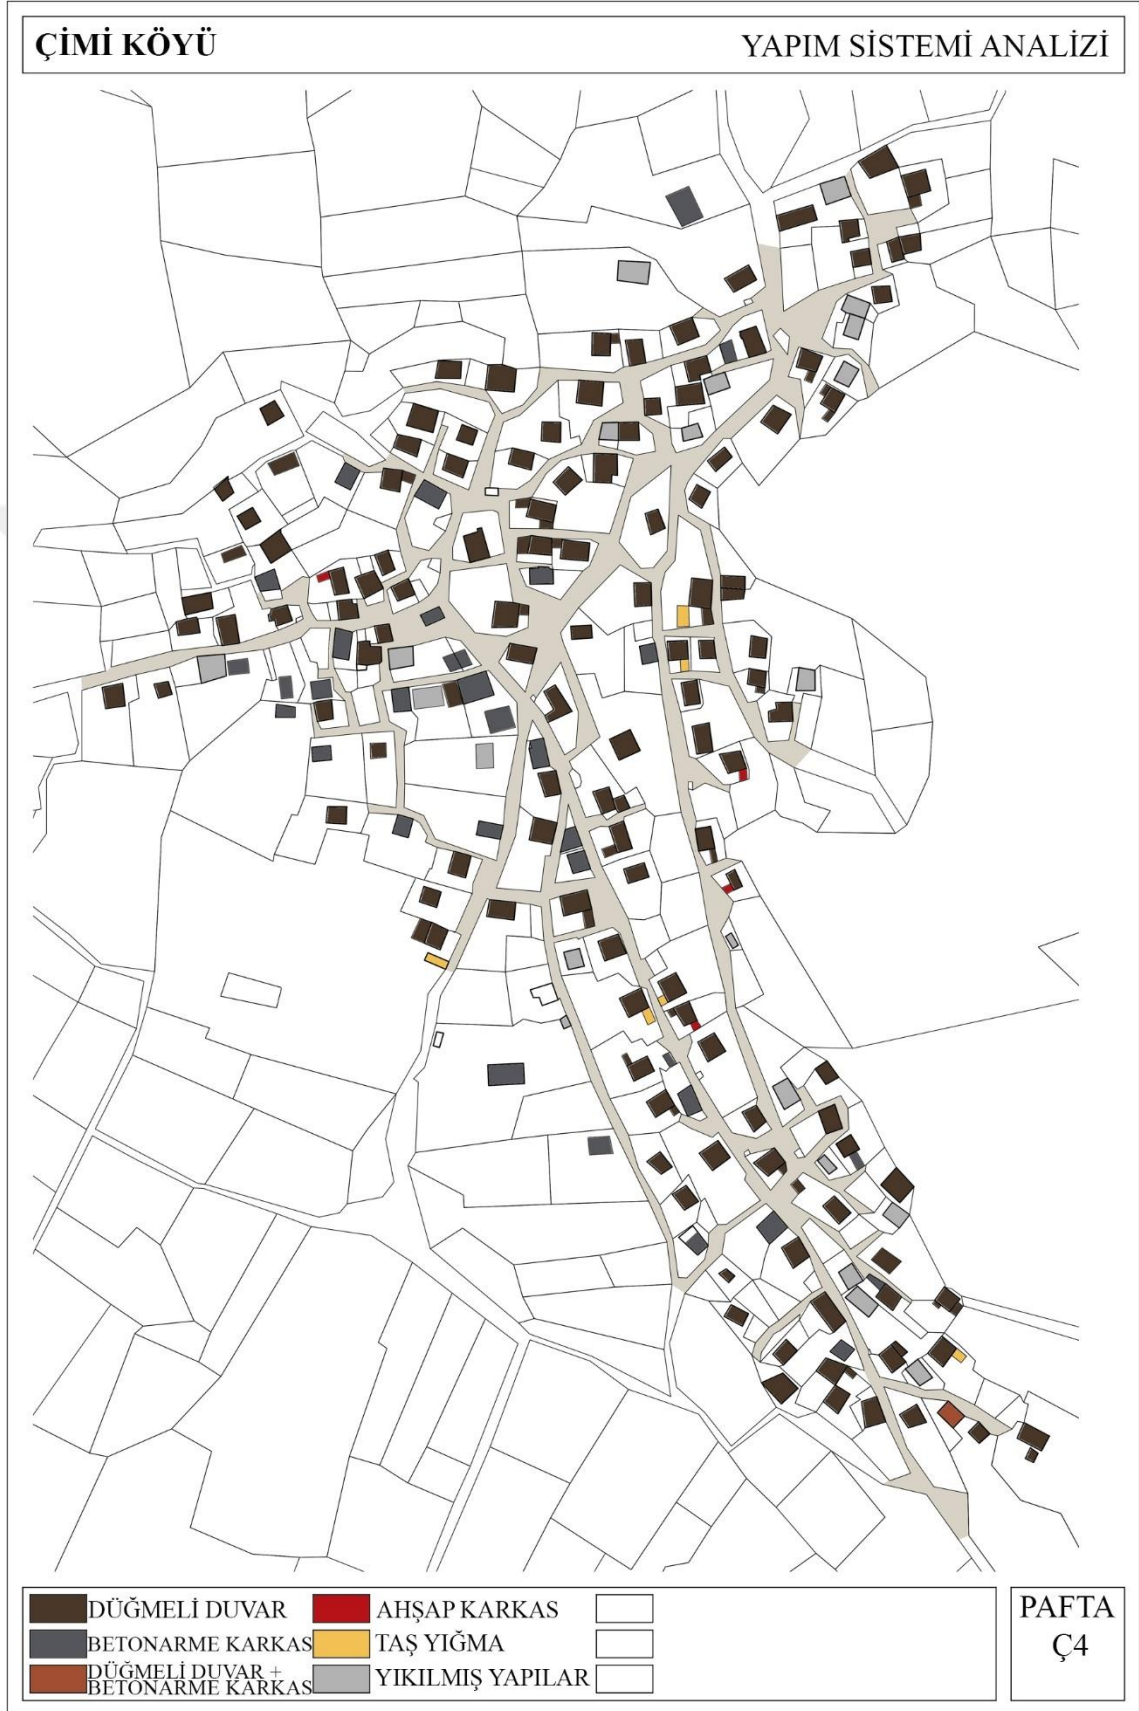 ÇİMİ KÖYÜ
YAPIM SİSTEMİ ANALİZİ
DÜĞMELİ DUVAR
BETONARME KARKAS
DÜĞMELİ DUVAR +
BETONARME KARKAS
AHŞAP KARKAS
TAŞ YIĞMA
YIKILMIŞ YAPILAR
PAFTA
Ç4